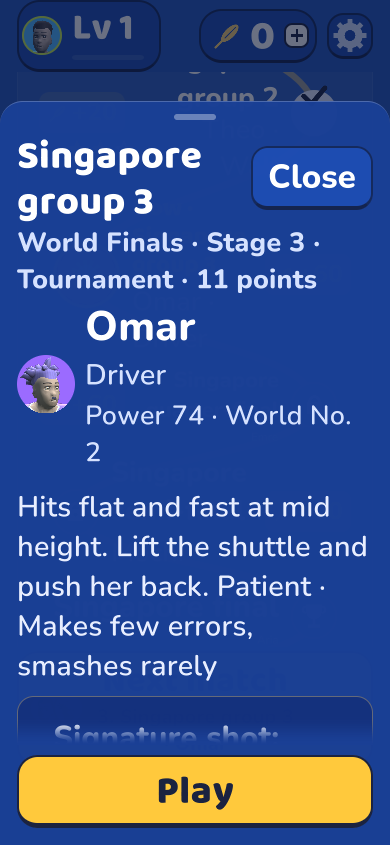 Lv 1
0
group 2
Singapore
group 3
Close
World Finals · Stage 3 ·
Tournament · 11 points
Omar
Driver
Power 74 · World No.
2
Hits flat and fast at mid
height. Lift the shuttle and
push her back. Patient ·
Makes few errors,
smashes rarely
Signature shot:
Play